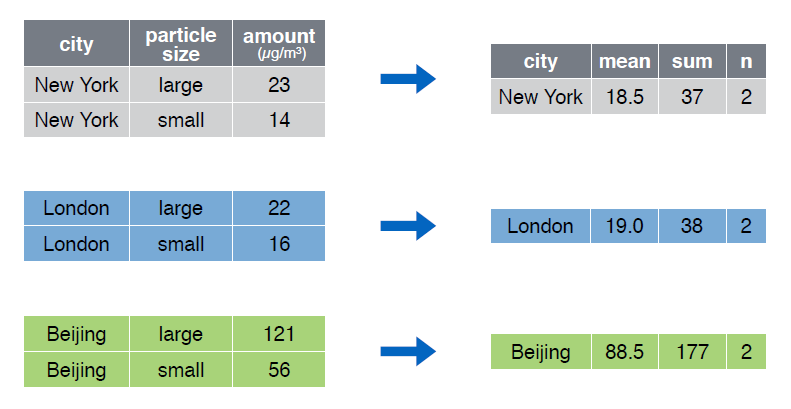 city particle size amount (µg/m³)
New York large 23
New York small 14
city mean sum n
New York 18.5 37 2
London large 22
London small 16
London 19.0 38 2
Beijing large 121
Beijing small 56
Beijing 88.5 177 2